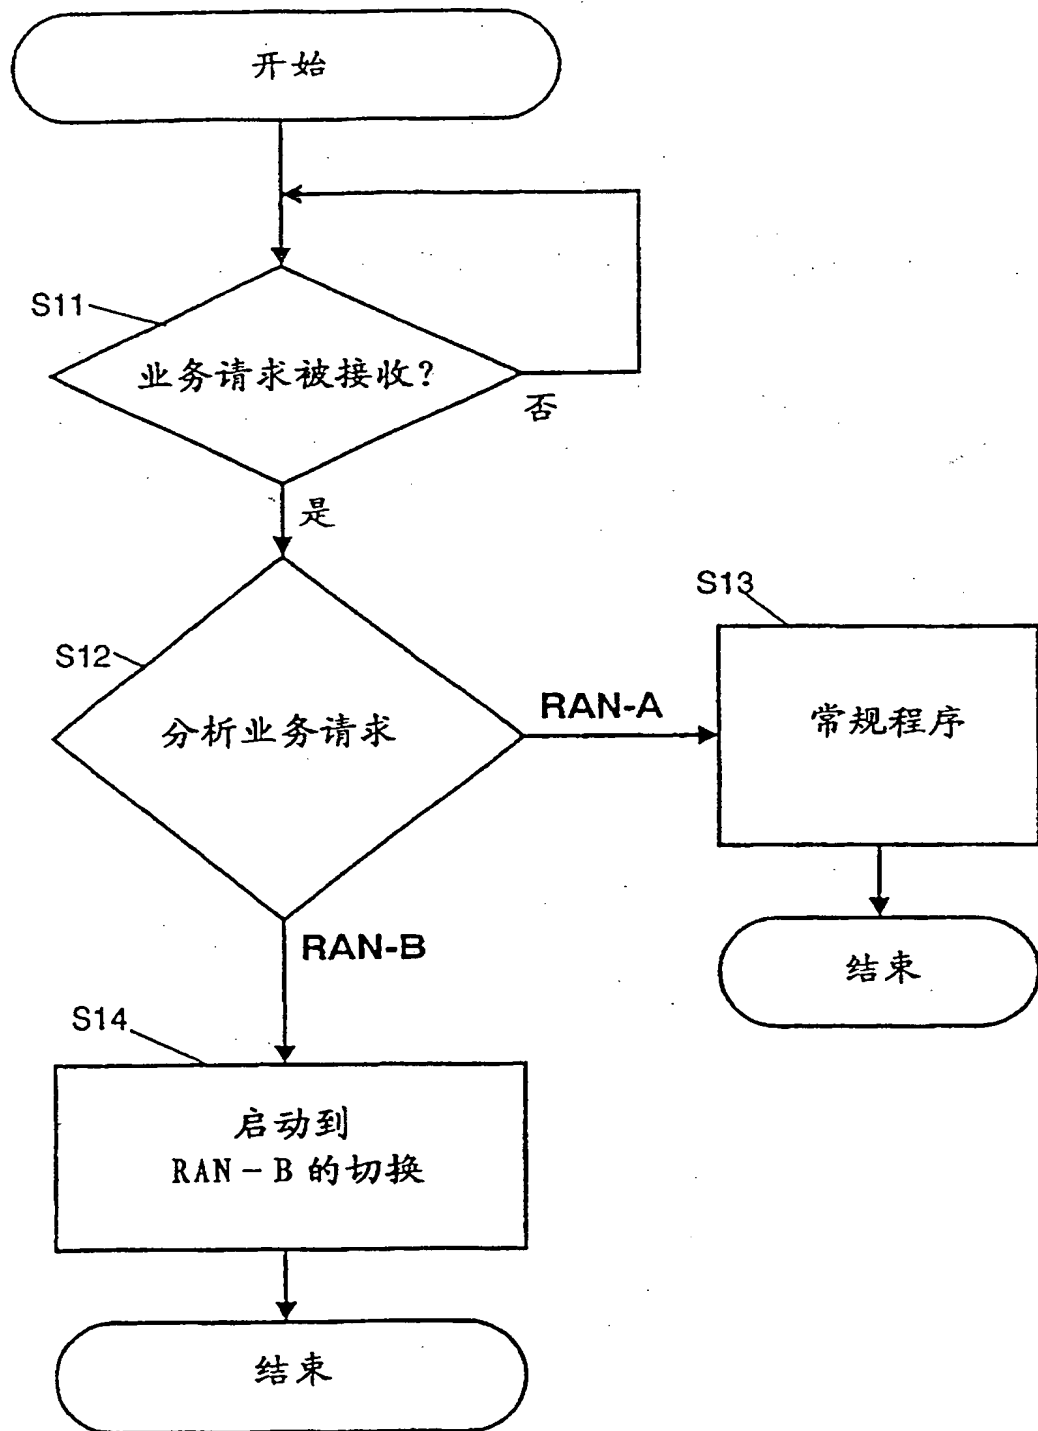 开始
S11
业务请求被接收？
否
是
S12
分析业务请求
RAN-A
S13
常规程序
结束
RAN-B
S14
启动到
RAN－B 的切换
结束